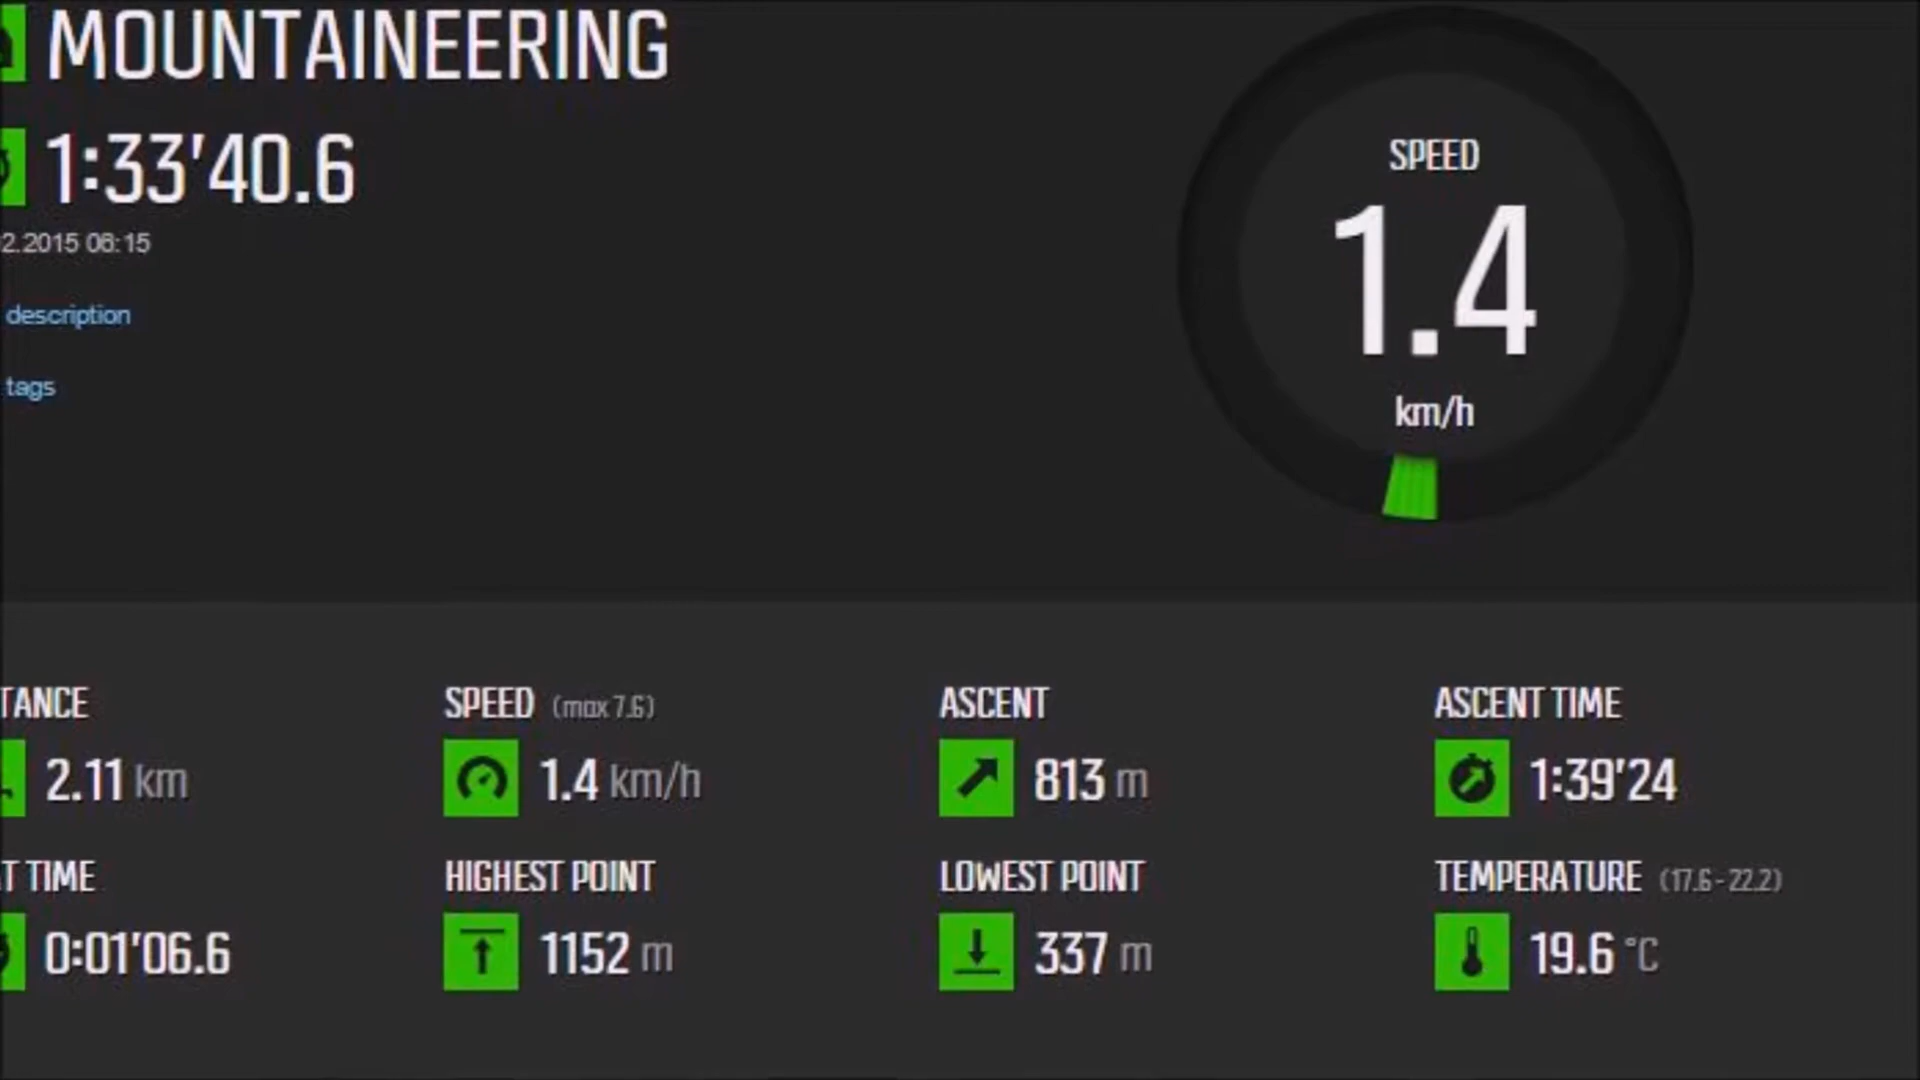 MOUNTAINEERING
1:33'40.6
2.2015 06:15
description
tags
SPEED
1.4
km/h
TANCE
2.11 km
SPEED (max 7.6)
1.4 km/h
ASCENT
813 m
ASCENT TIME
1:39'24
T TIME
0:01'06.6
HIGHEST POINT
1152 m
LOWEST POINT
337 m
TEMPERATURE (17.6-22.2)
19.6 °C